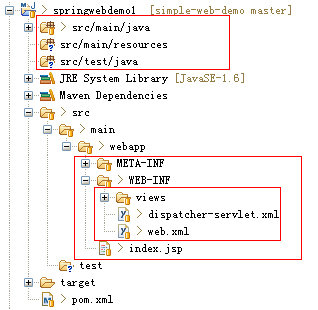 springwebdemo1 [simple-web-demo master]
src/main/java
src/main/resources
src/test/java
JRE System Library [JavaSE-1.6]
Maven Dependencies
src
main
webapp
META-INF
WEB-INF
views
dispatcher-servlet.xml
web.xml
index.jsp
test
target
pom.xml